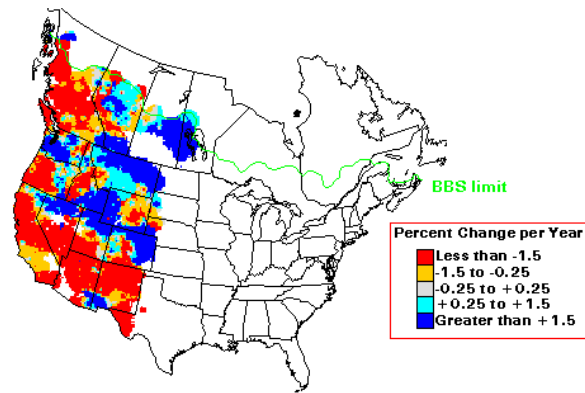 BBS limit
Percent Change per Year
Less than -1.5
-1.5 to -0.25
-0.25 to +0.25
+0.25 to +1.5
Greater than +1.5